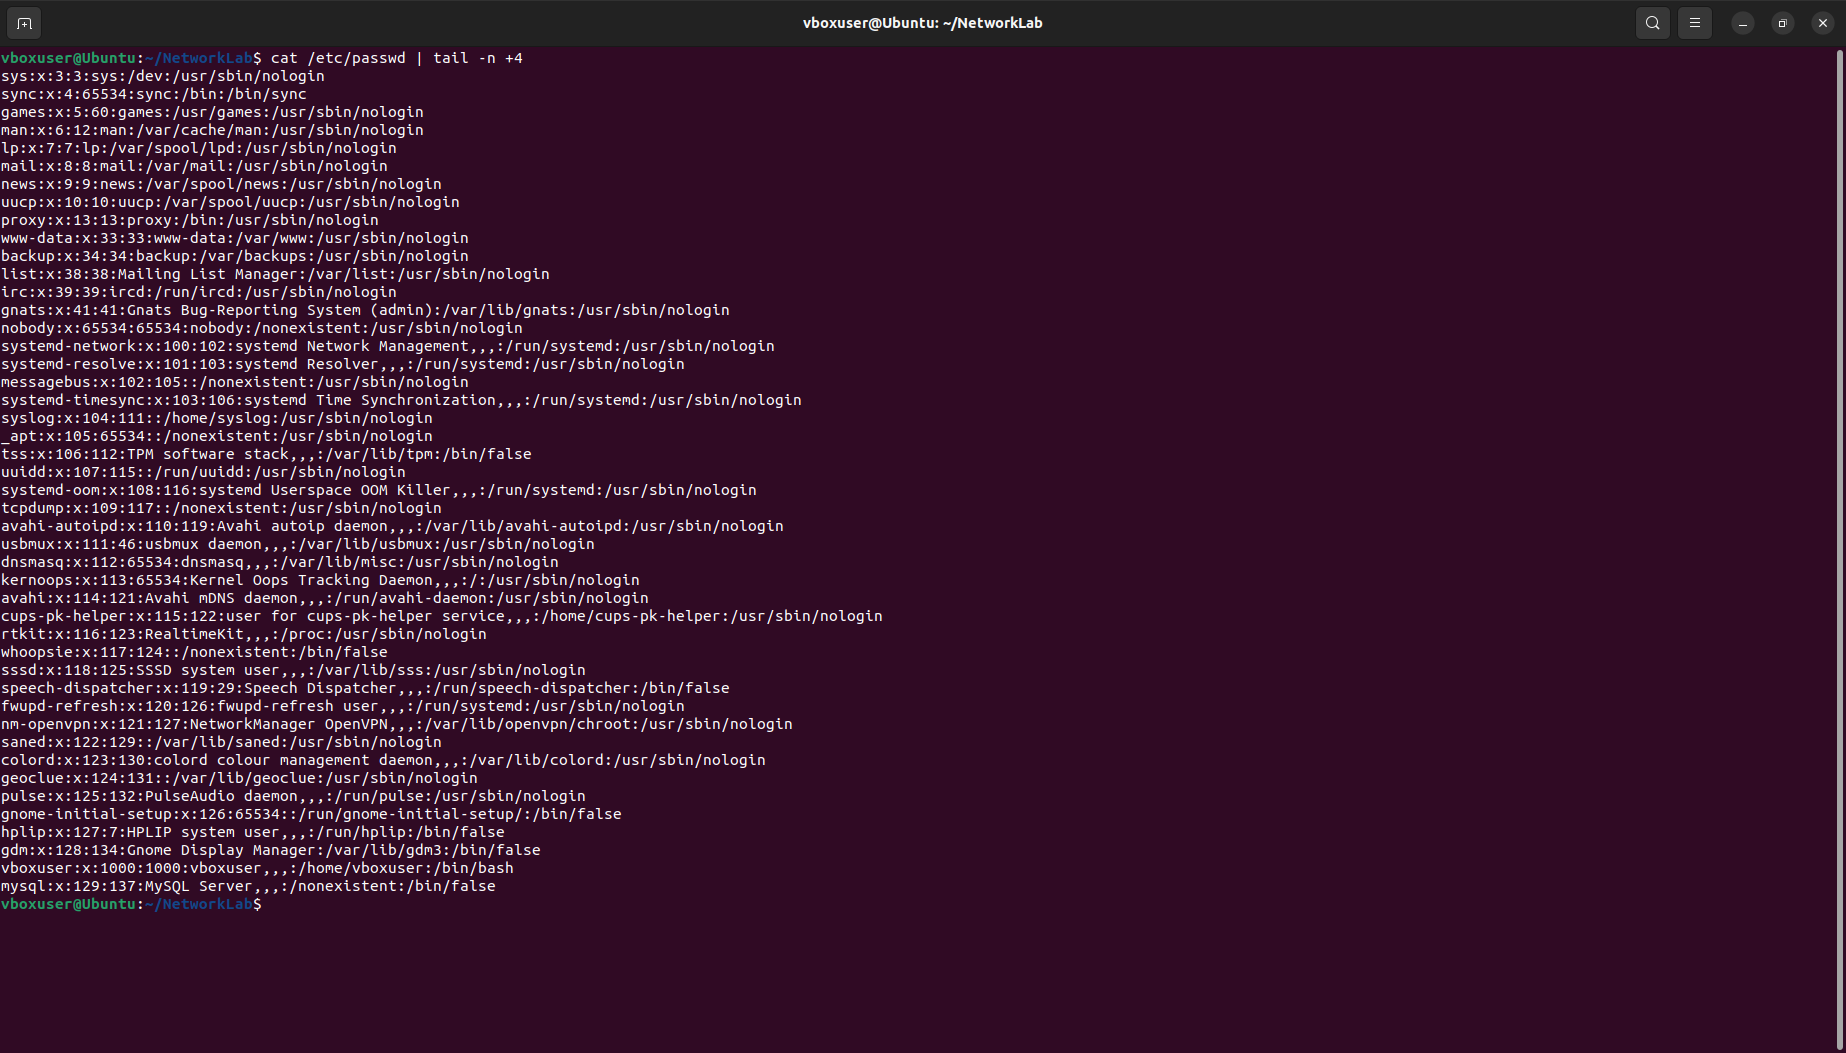 vboxuser@Ubuntu: ~/NetworkLab
vboxuser@Ubuntu:~/NetworkLab$ cat /etc/passwd | tail -n +4
sys:x:3:3:sys:/dev:/usr/sbin/nologin
sync:x:4:65534:sync:/bin:/bin/sync
games:x:5:60:games:/usr/games:/usr/sbin/nologin
man:x:6:12:man:/var/cache/man:/usr/sbin/nologin
lp:x:7:7:lp:/var/spool/lpd:/usr/sbin/nologin
mail:x:8:8:mail:/var/mail:/usr/sbin/nologin
news:x:9:9:news:/var/spool/news:/usr/sbin/nologin
uucp:x:10:10:uucp:/var/spool/uucp:/usr/sbin/nologin
proxy:x:13:13:proxy:/bin:/usr/sbin/nologin
www-data:x:33:33:www-data:/var/www:/usr/sbin/nologin
backup:x:34:34:backup:/var/backups:/usr/sbin/nologin
list:x:38:38:Mailing List Manager:/var/list:/usr/sbin/nologin
irc:x:39:39:ircd:/run/ircd:/usr/sbin/nologin
gnats:x:41:41:Gnats Bug-Reporting System (admin):/var/lib/gnats:/usr/sbin/nologin
nobody:x:65534:65534:nobody:/nonexistent:/usr/sbin/nologin
systemd-network:x:100:102:systemd Network Management,,,:/run/systemd:/usr/sbin/nologin
systemd-resolve:x:101:103:systemd Resolver,,,:/run/systemd:/usr/sbin/nologin
messagebus:x:102:105::/nonexistent:/usr/sbin/nologin
systemd-timesync:x:103:106:systemd Time Synchronization,,,:/run/systemd:/usr/sbin/nologin
syslog:x:104:111::/home/syslog:/usr/sbin/nologin
_apt:x:105:65534::/nonexistent:/usr/sbin/nologin
tss:x:106:112:TPM software stack,,,:/var/lib/tpm:/bin/false
uuidd:x:107:115::/run/uuidd:/usr/sbin/nologin
systemd-oom:x:108:116:systemd Userspace OOM Killer,,,:/run/systemd:/usr/sbin/nologin
tcpdump:x:109:117::/nonexistent:/usr/sbin/nologin
avahi-autoipd:x:110:119:Avahi autoip daemon,,,:/var/lib/avahi-autoipd:/usr/sbin/nologin
usbmux:x:111:46:usbmux daemon,,,:/var/lib/usbmux:/usr/sbin/nologin
dnsmasq:x:112:65534:dnsmasq,,,:/var/lib/misc:/usr/sbin/nologin
kernoops:x:113:65534:Kernel Oops Tracking Daemon,,,:/:/usr/sbin/nologin
avahi:x:114:121:Avahi mDNS daemon,,,:/run/avahi-daemon:/usr/sbin/nologin
cups-pk-helper:x:115:122:user for cups-pk-helper service,,,:/home/cups-pk-helper:/usr/sbin/nologin
rtkit:x:116:123:RealtimeKit,,,:/proc:/usr/sbin/nologin
whoopsie:x:117:124::/nonexistent:/bin/false
sssd:x:118:125:SSSD system user,,,:/var/lib/sss:/usr/sbin/nologin
speech-dispatcher:x:119:29:Speech Dispatcher,,,:/run/speech-dispatcher:/bin/false
fwupd-refresh:x:120:126:fwupd-refresh user,,,:/run/systemd:/usr/sbin/nologin
nm-openvpn:x:121:127:NetworkManager OpenVPN,,,:/var/lib/openvpn/chroot:/usr/sbin/nologin
saned:x:122:129::/var/lib/saned:/usr/sbin/nologin
colord:x:123:130:colord colour management daemon,,,:/var/lib/colord:/usr/sbin/nologin
geoclue:x:124:131::/var/lib/geoclue:/usr/sbin/nologin
pulse:x:125:132:PulseAudio daemon,,,:/run/pulse:/usr/sbin/nologin
gnome-initial-setup:x:126:65534::/run/gnome-initial-setup/:/bin/false
hplip:x:127:7:HPLIP system user,,,:/run/hplip:/bin/false
gdm:x:128:134:Gnome Display Manager:/var/lib/gdm3:/bin/false
vboxuser:x:1000:1000:vboxuser,,,:/home/vboxuser:/bin/bash
mysql:x:129:137:MySQL Server,,,:/nonexistent:/bin/false
vboxuser@Ubuntu:~/NetworkLab$